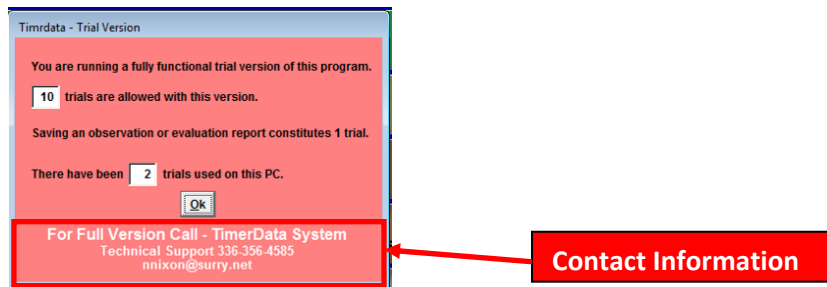 Timrdata - Trial Version
You are running a fully functional trial version of this program.
10 trials are allowed with this version.
Saving an observation or evaluation report constitutes 1 trial.
There have been 2 trials used on this PC.
Ok
For Full Version Call - TimerData System
Technical Support 336-356-4585
nnixon@surry.net
Contact Information